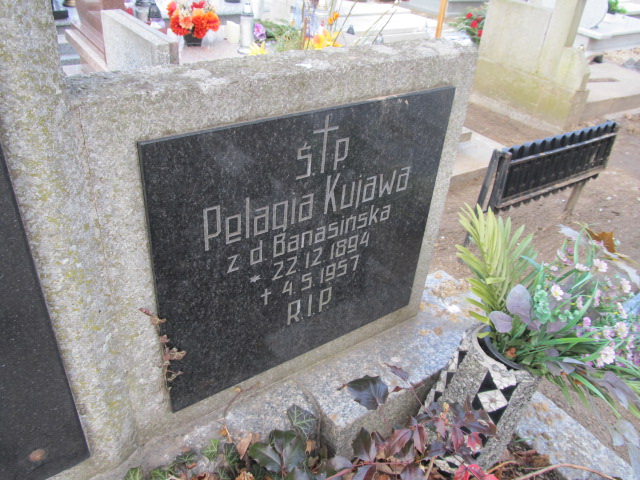 Ś.†P
Pelagia Kujawa
z d Banasińska
* 22.12.1894
† 4.5.1957
R.I.P